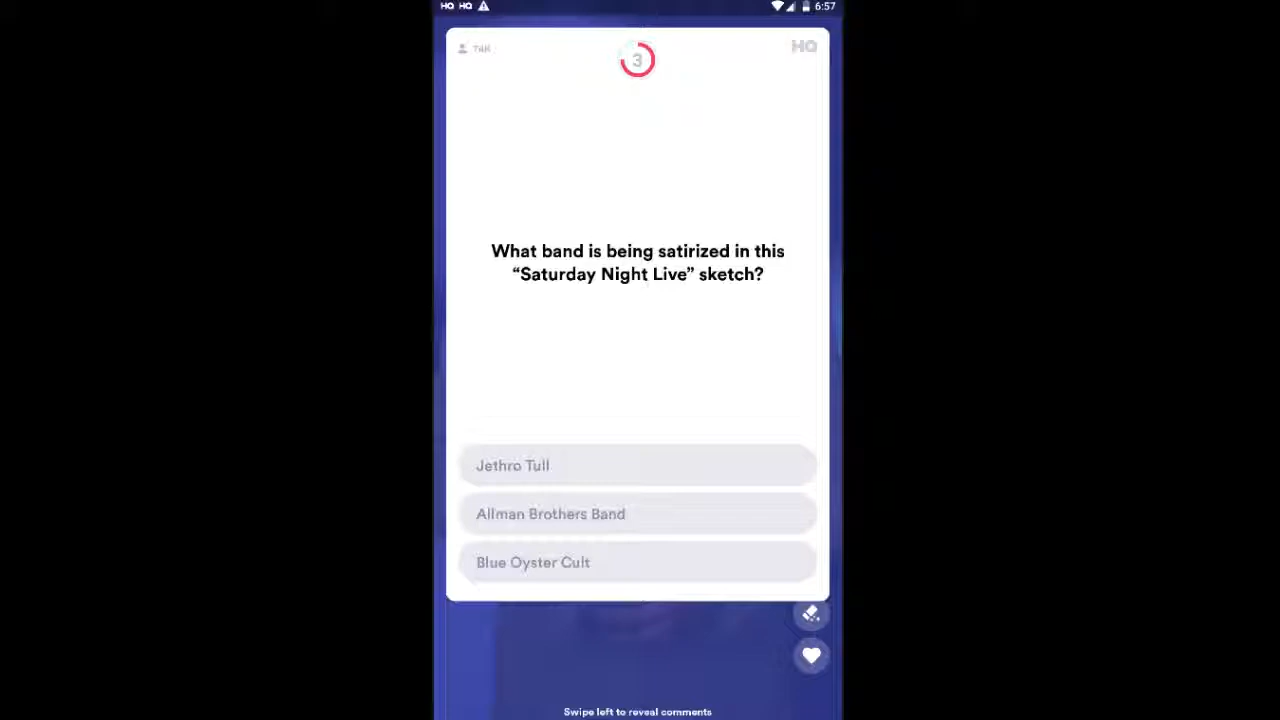 HQ HQ 6:57
74K 3 HQ
What band is being satirized in this
“Saturday Night Live” sketch?
Jethro Tull
Allman Brothers Band
Blue Oyster Cult
Swipe left to reveal comments